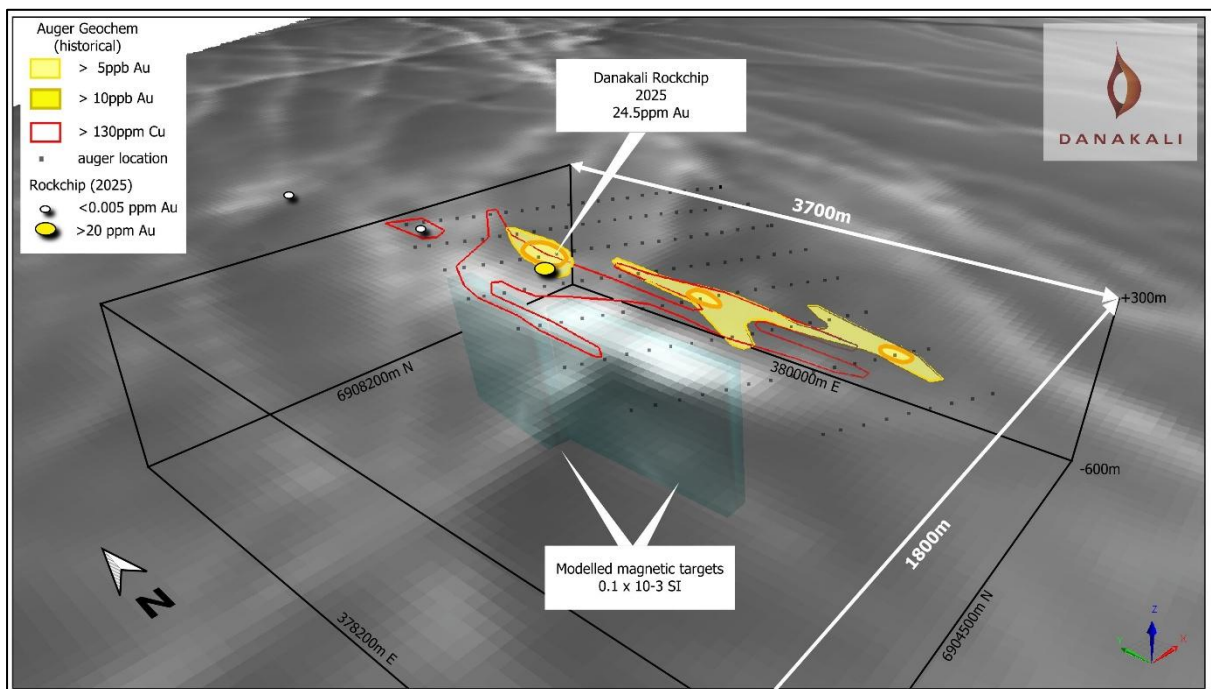 Auger Geochem
(historical)
> 5ppb Au
> 10ppb Au
> 130ppm Cu
auger location
Rockchip (2025)
<0.005 ppm Au
>20 ppm Au
Danakali Rockchip
2025
24.5ppm Au
DANAKALI
3700m
+300m
6908200m N
380000m E
-600m
1800m
Modelled magnetic targets
0.1 x 10-3 SI
N
378200m E
6904500m N
Z
Y
X